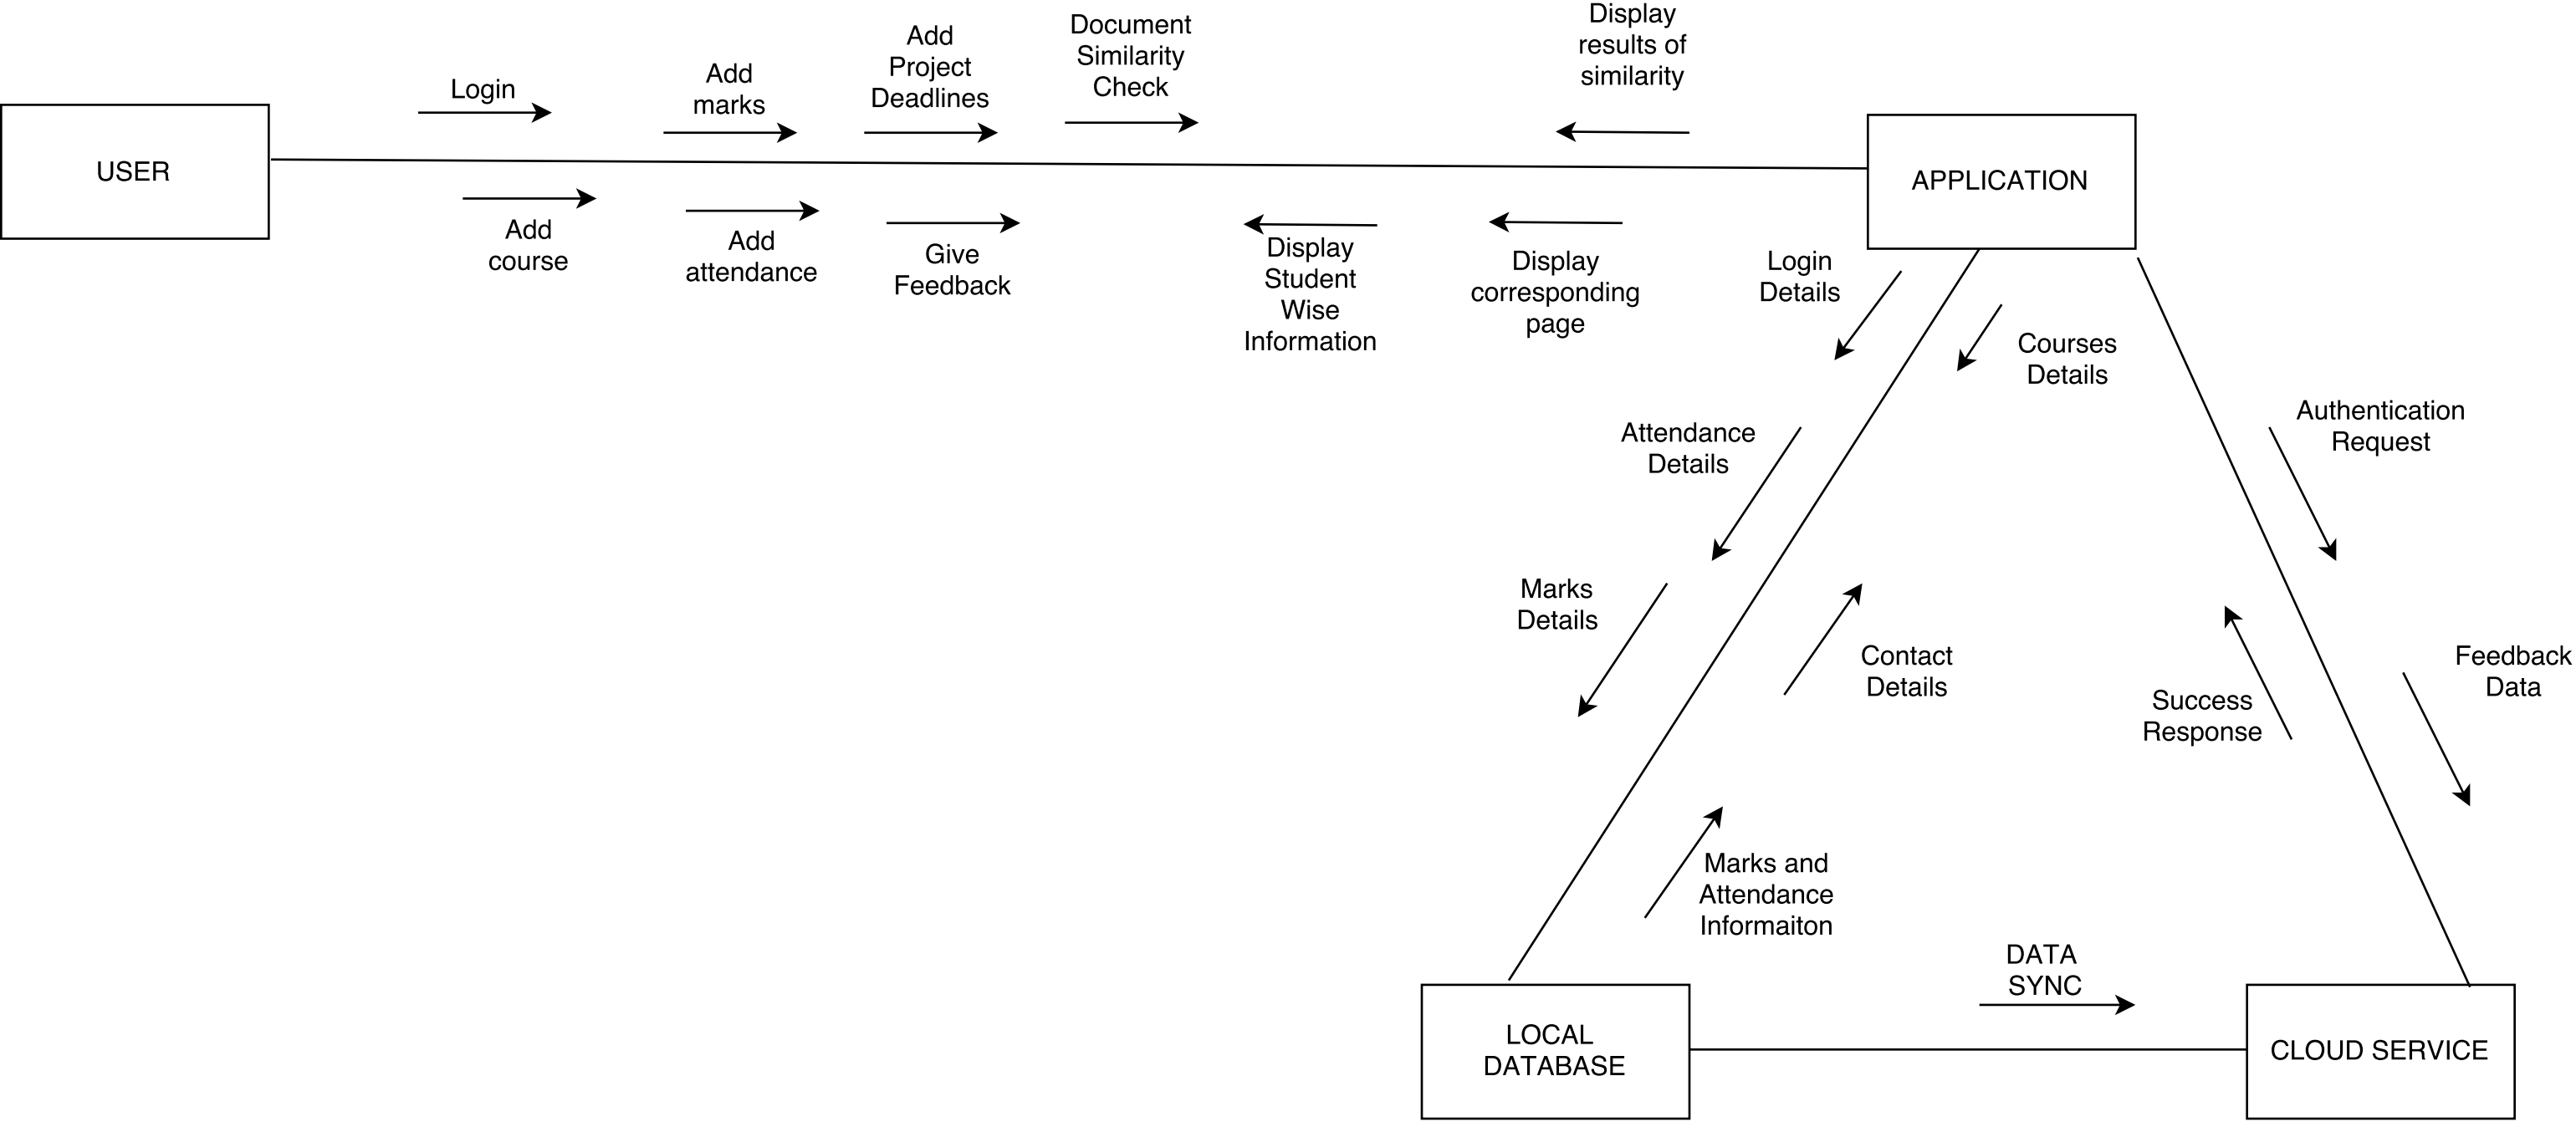 Display
results of
similarity
Document
Similarity
Check
Add
Project
Deadlines
Add
marks
Login
USER
APPLICATION
Add
course
Add
attendance
Give
Feedback
Display
Student
Wise
Information
Display
corresponding
page
Login
Details
Courses
Details
Authentication
Request
Attendance
Details
Marks
Details
Contact
Details
Feedback
Data
Success
Response
Marks and
Attendance
Informaiton
DATA
SYNC
LOCAL
DATABASE
CLOUD SERVICE